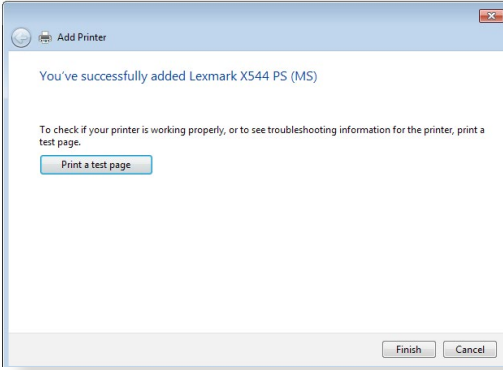 Add Printer
You've successfully added Lexmark X544 PS (MS)
To check if your printer is working properly, or to see troubleshooting information for the printer, print a
test page.
Print a test page
Finish Cancel